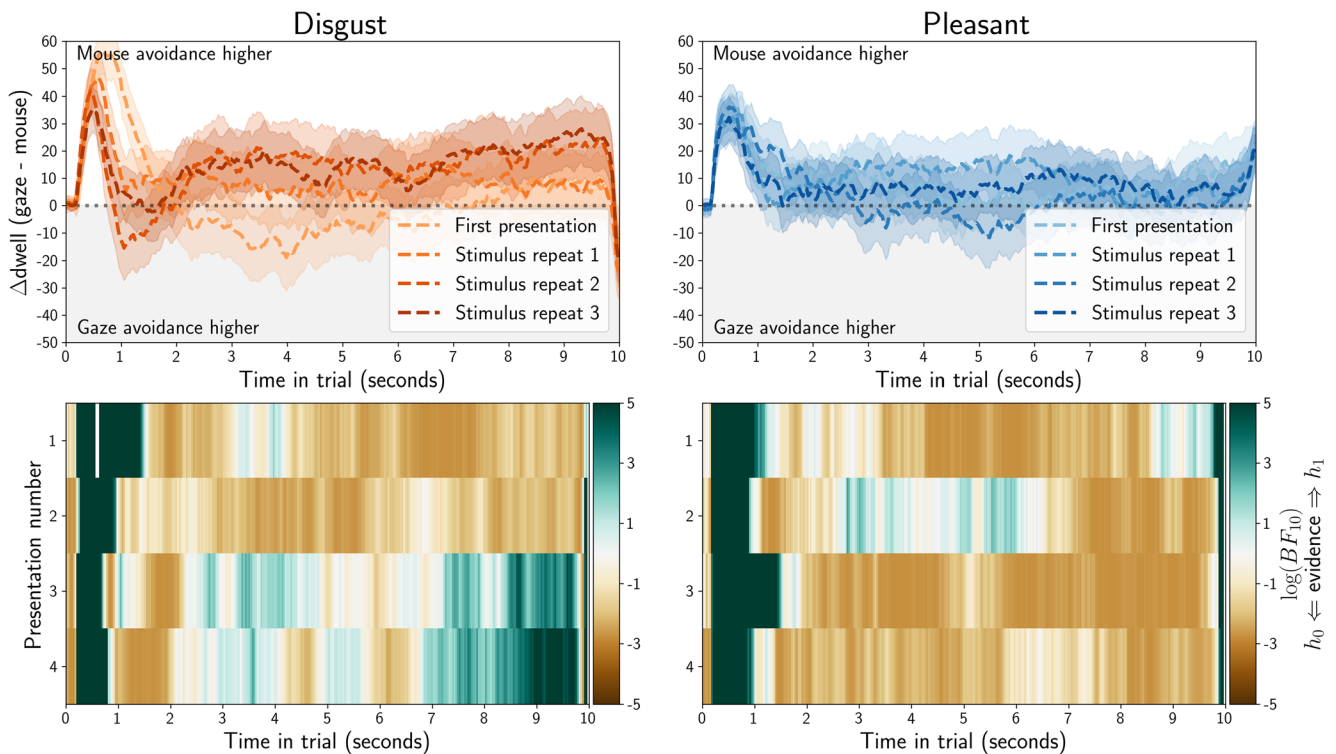 Disgust
Pleasant
Mouse avoidance higher
Mouse avoidance higher
Δdwell (gaze - mouse)
60
50
40
30
20
10
0
-10
-20
-30
-40
-50
60
50
40
30
20
10
0
-10
-20
-30
-40
-50
First presentation
Stimulus repeat 1
Stimulus repeat 2
Stimulus repeat 3
First presentation
Stimulus repeat 1
Stimulus repeat 2
Stimulus repeat 3
Gaze avoidance higher
Gaze avoidance higher
0 1 2 3 4 5 6 7 8 9 10
0 1 2 3 4 5 6 7 8 9 10
Time in trial (seconds)
Time in trial (seconds)
Presentation number
1
2
3
4
5
3
1
-1
-3
-5
1
2
3
4
5
3
1
-1
-3
-5
log(BF₁₀)
h₀ ⇐ evidence ⇒ h₁
0 1 2 3 4 5 6 7 8 9 10
0 1 2 3 4 5 6 7 8 9 10
Time in trial (seconds)
Time in trial (seconds)